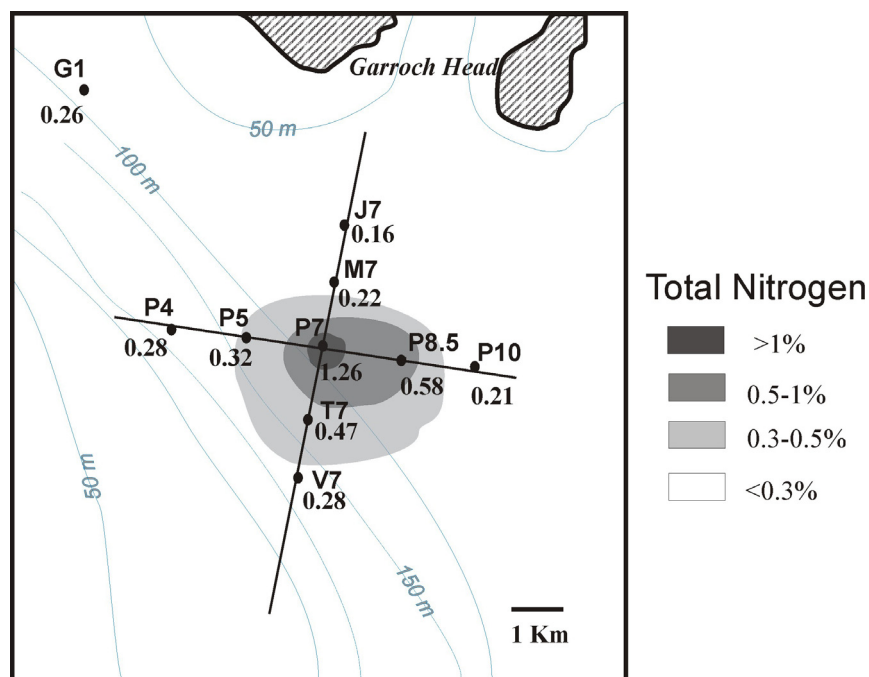 G1
0.26
Garroch Head
50 m
100 m
J7
0.16
M7
0.22
P4
0.28
P5
0.32
P7
1.26
P8.5
0.58
P10
0.21
T7
0.47
V7
0.28
50 m
150 m
1 Km
Total Nitrogen
>1%
0.5-1%
0.3-0.5%
<0.3%